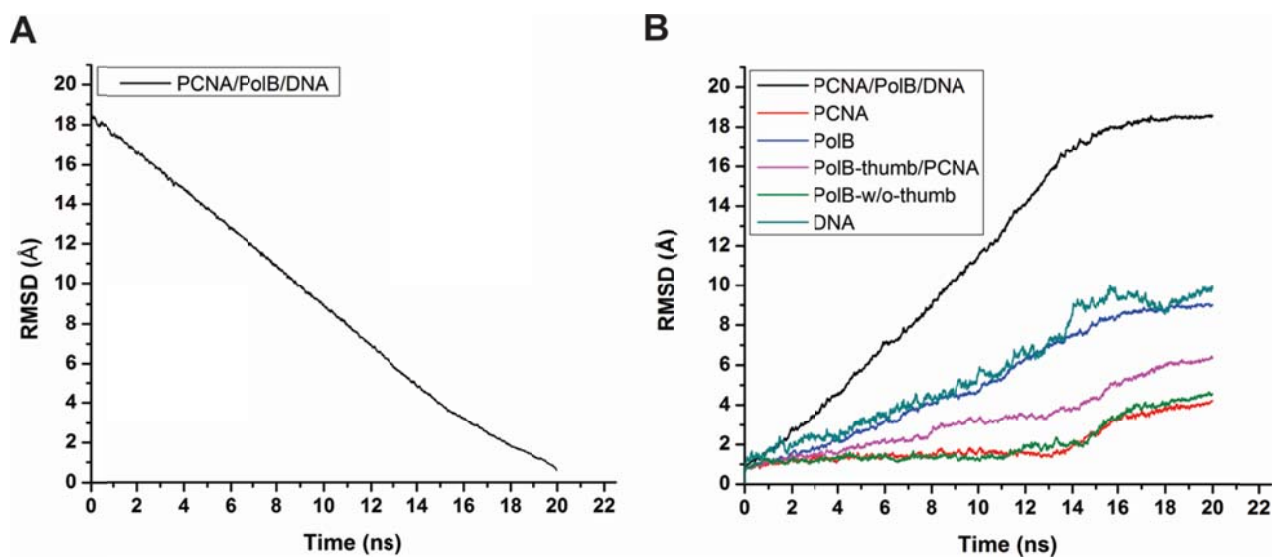 A
PCNA/PolB/DNA
20
18
16
14
12
10
8
6
4
2
0
RMSD (Å)
0 2 4 6 8 10 12 14 16 18 20 22
Time (ns)
B
PCNA/PolB/DNA
PCNA
PolB
PolB-thumb/PCNA
PolB-w/o-thumb
DNA
20
18
16
14
12
10
8
6
4
2
0
RMSD (Å)
0 2 4 6 8 10 12 14 16 18 20 22
Time (ns)